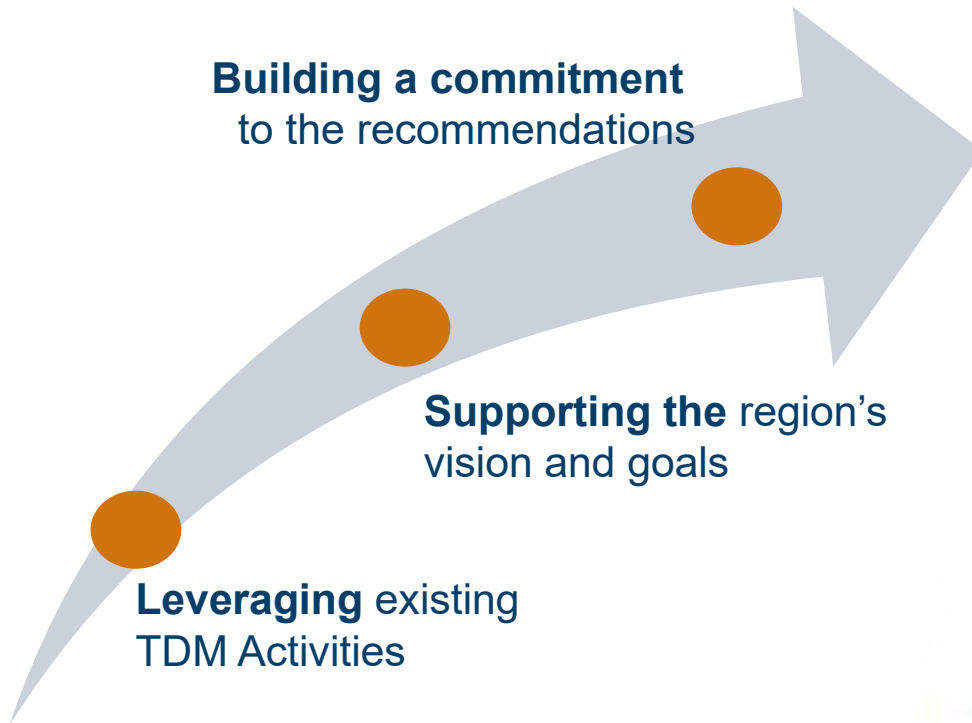 Building a commitment
to the recommendations
Supporting the region’s
vision and goals
Leveraging existing
TDM Activities